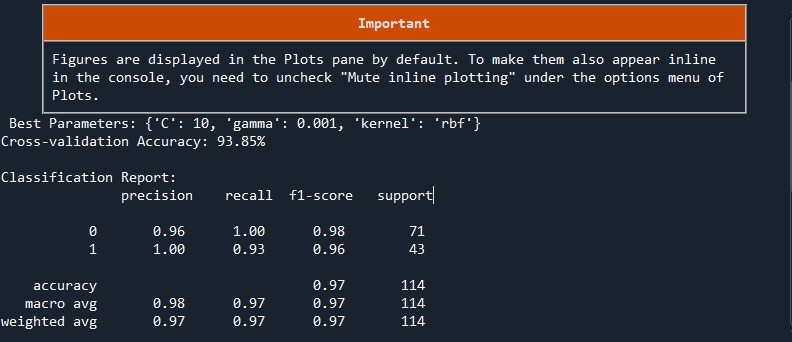 Important
Figures are displayed in the Plots pane by default. To make them also appear inline
in the console, you need to uncheck "Mute inline plotting" under the options menu of
Plots.
Best Parameters: {'C': 10, 'gamma': 0.001, 'kernel': 'rbf'}
Cross-validation Accuracy: 93.85%
Classification Report:
precision recall f1-score support
0 0.96 1.00 0.98 71
1 1.00 0.93 0.96 43
accuracy 0.97 114
macro avg 0.98 0.97 0.97 114
weighted avg 0.97 0.97 0.97 114